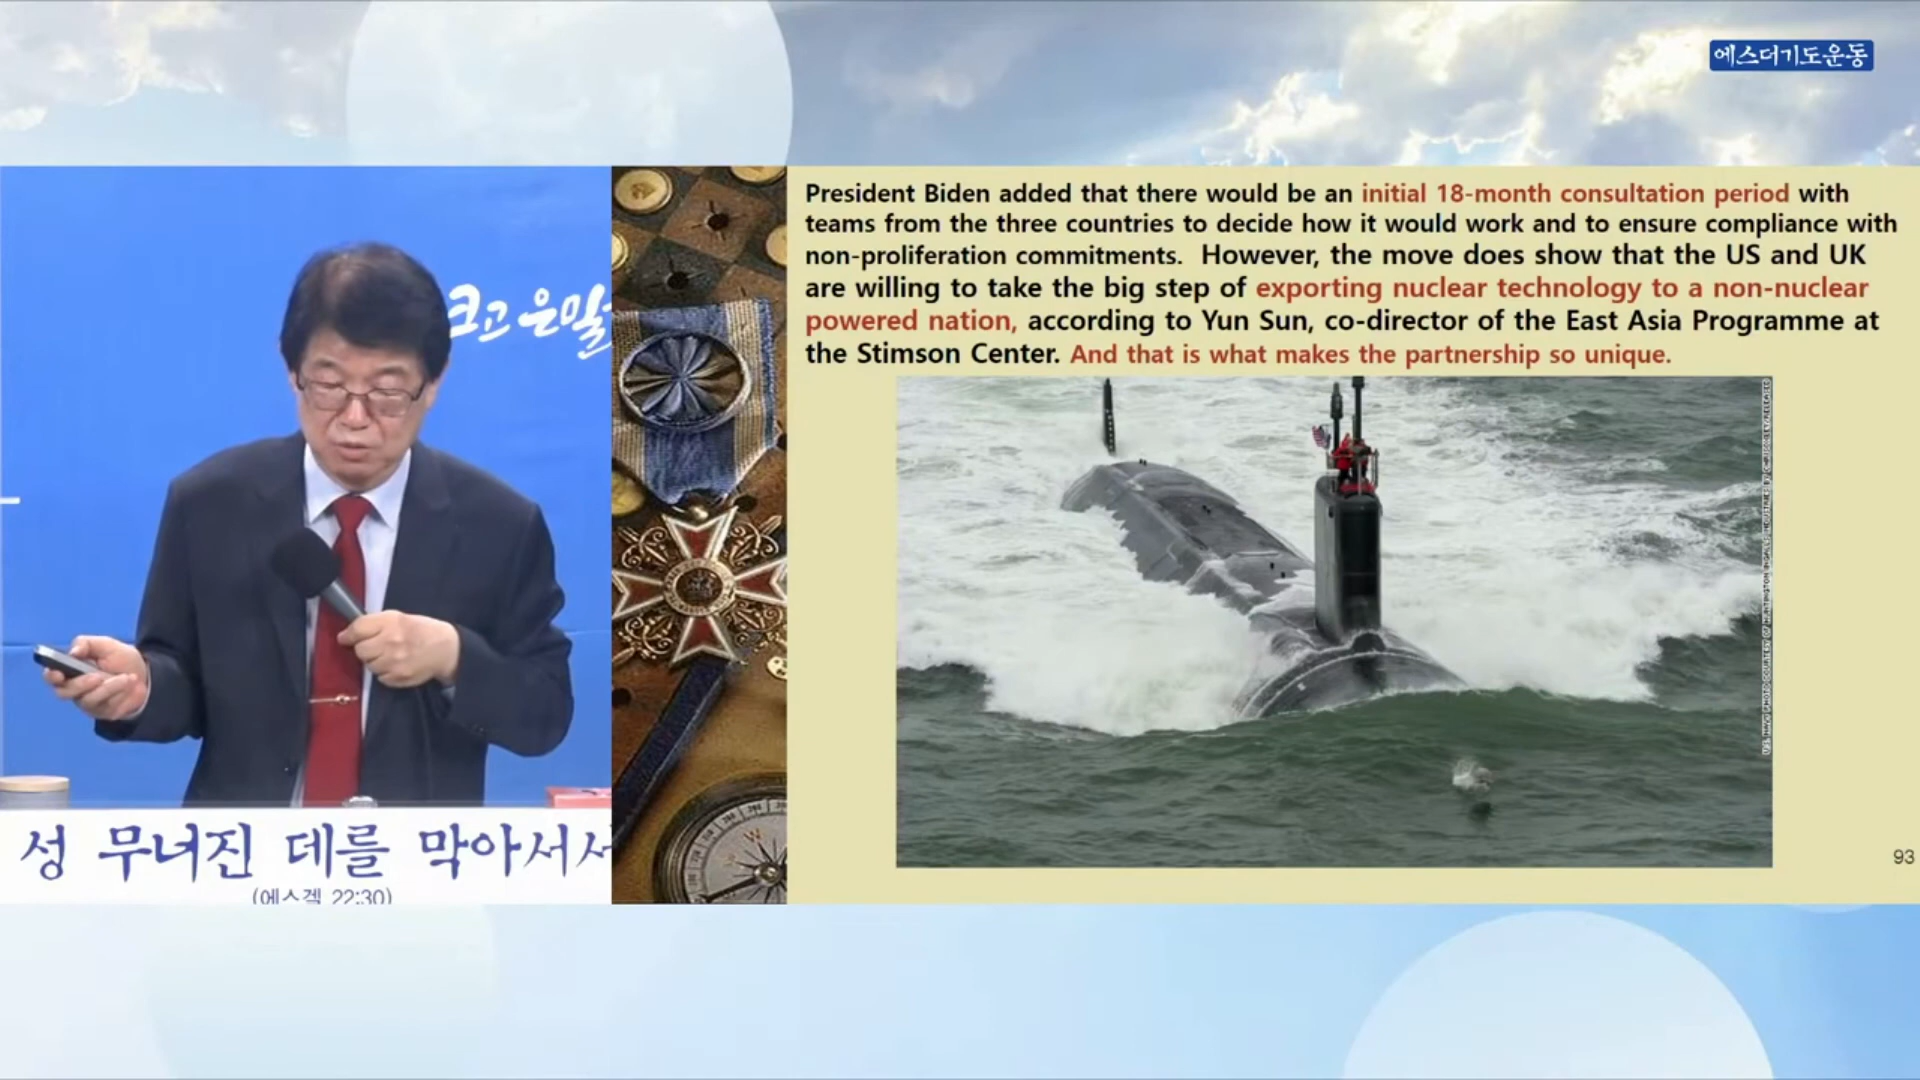 에스더기도운동
크고 은밀
President Biden added that there would be an initial 18-month consultation period with
teams from the three countries to decide how it would work and to ensure compliance with
non-proliferation commitments. However, the move does show that the US and UK
are willing to take the big step of exporting nuclear technology to a non-nuclear
powered nation, according to Yun Sun, co-director of the East Asia Programme at
the Stimson Center. And that is what makes the partnership so unique.
93
성 무너진 데를 막아서서
(에스겔 22:30)